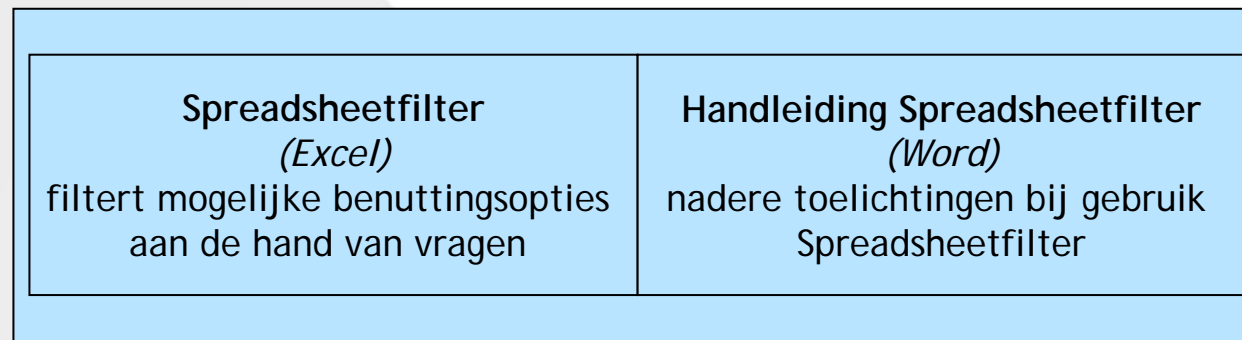 Spreadsheetfilter
(Excel)
filtert mogelijke benuttingsopties
aan de hand van vragen
Handleiding Spreadsheetfilter
(Word)
nadere toelichtingen bij gebruik
Spreadsheetfilter